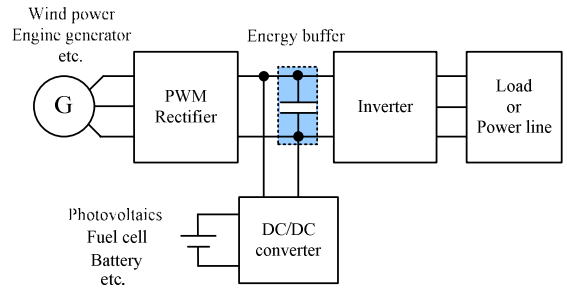 Wind power
Engine generator
etc.
Energy buffer
G
PWM
Rectifier
Inverter
Load
or
Power line
Photovoltaics
Fuel cell
Battery
etc.
DC/DC
converter